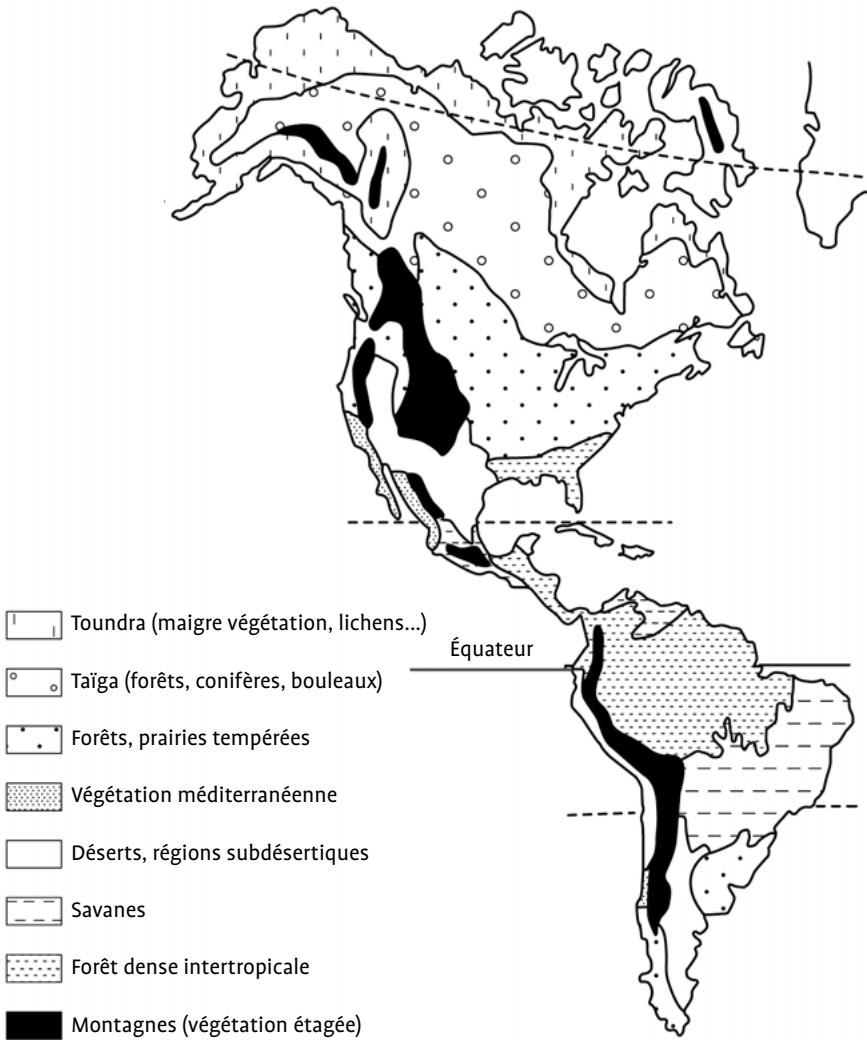 Toundra (maigre végétation, lichens...)
Équateur
Taïga (forêts, conifères, bouleaux)
Forêts, prairies tempérées
Végétation méditerranéenne
Déserts, régions subdésertiques
Savanes
Forêt dense intertropicale
Montagnes (végétation étagée)